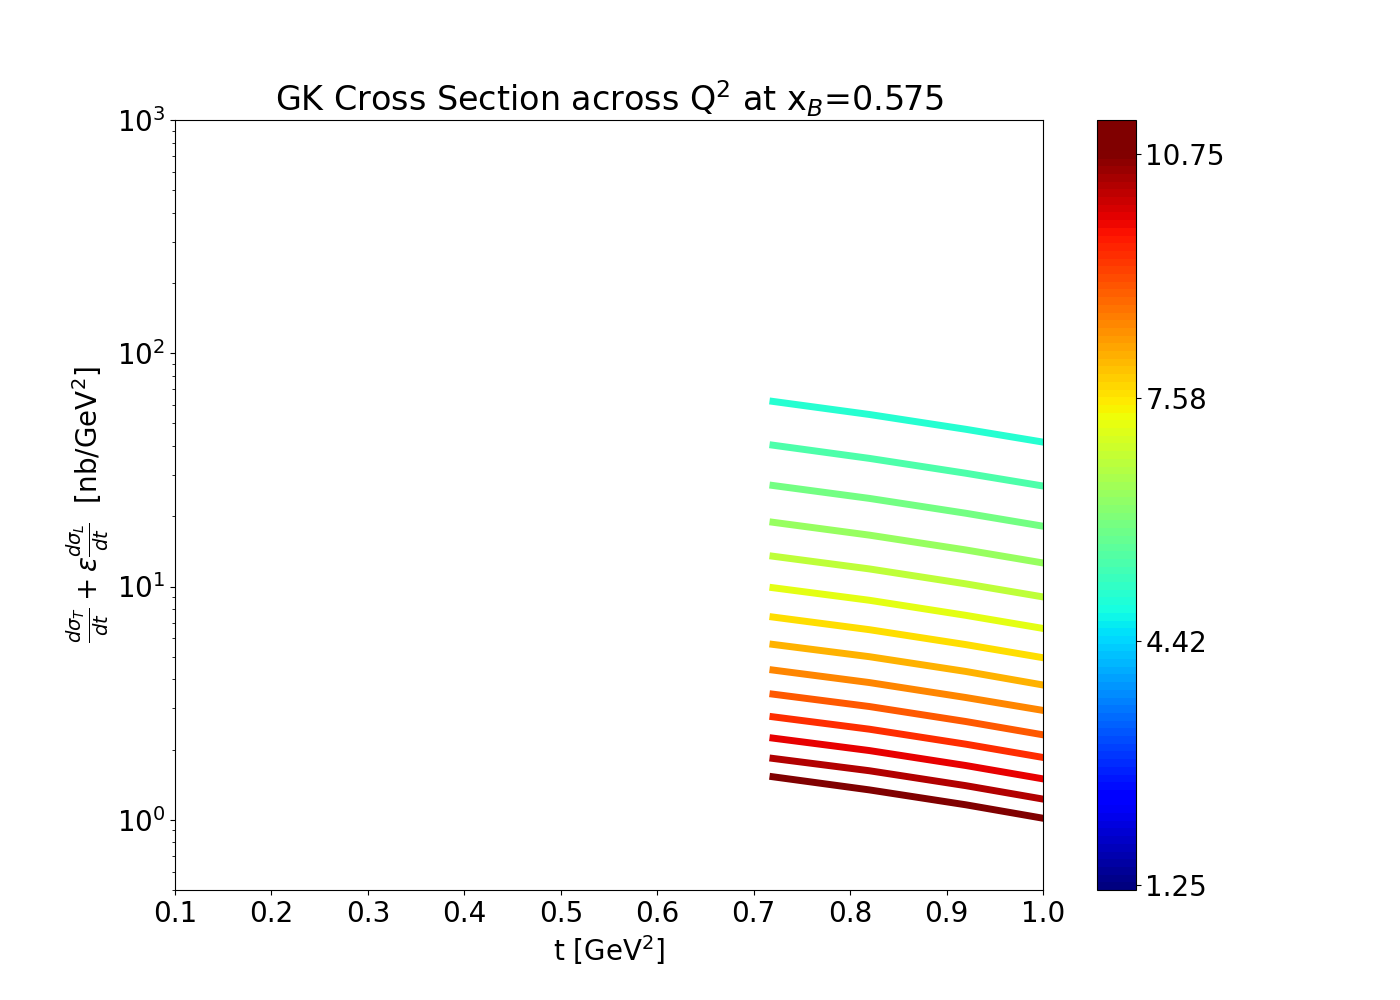 GK Cross Section across Q² at x_B=0.575
10³
10²
10¹
10⁰
dσ_T/dt + ε dσ_L/dt [nb/GeV²]
0.1 0.2 0.3 0.4 0.5 0.6 0.7 0.8 0.9 1.0
t [GeV²]
10.75
7.58
4.42
1.25